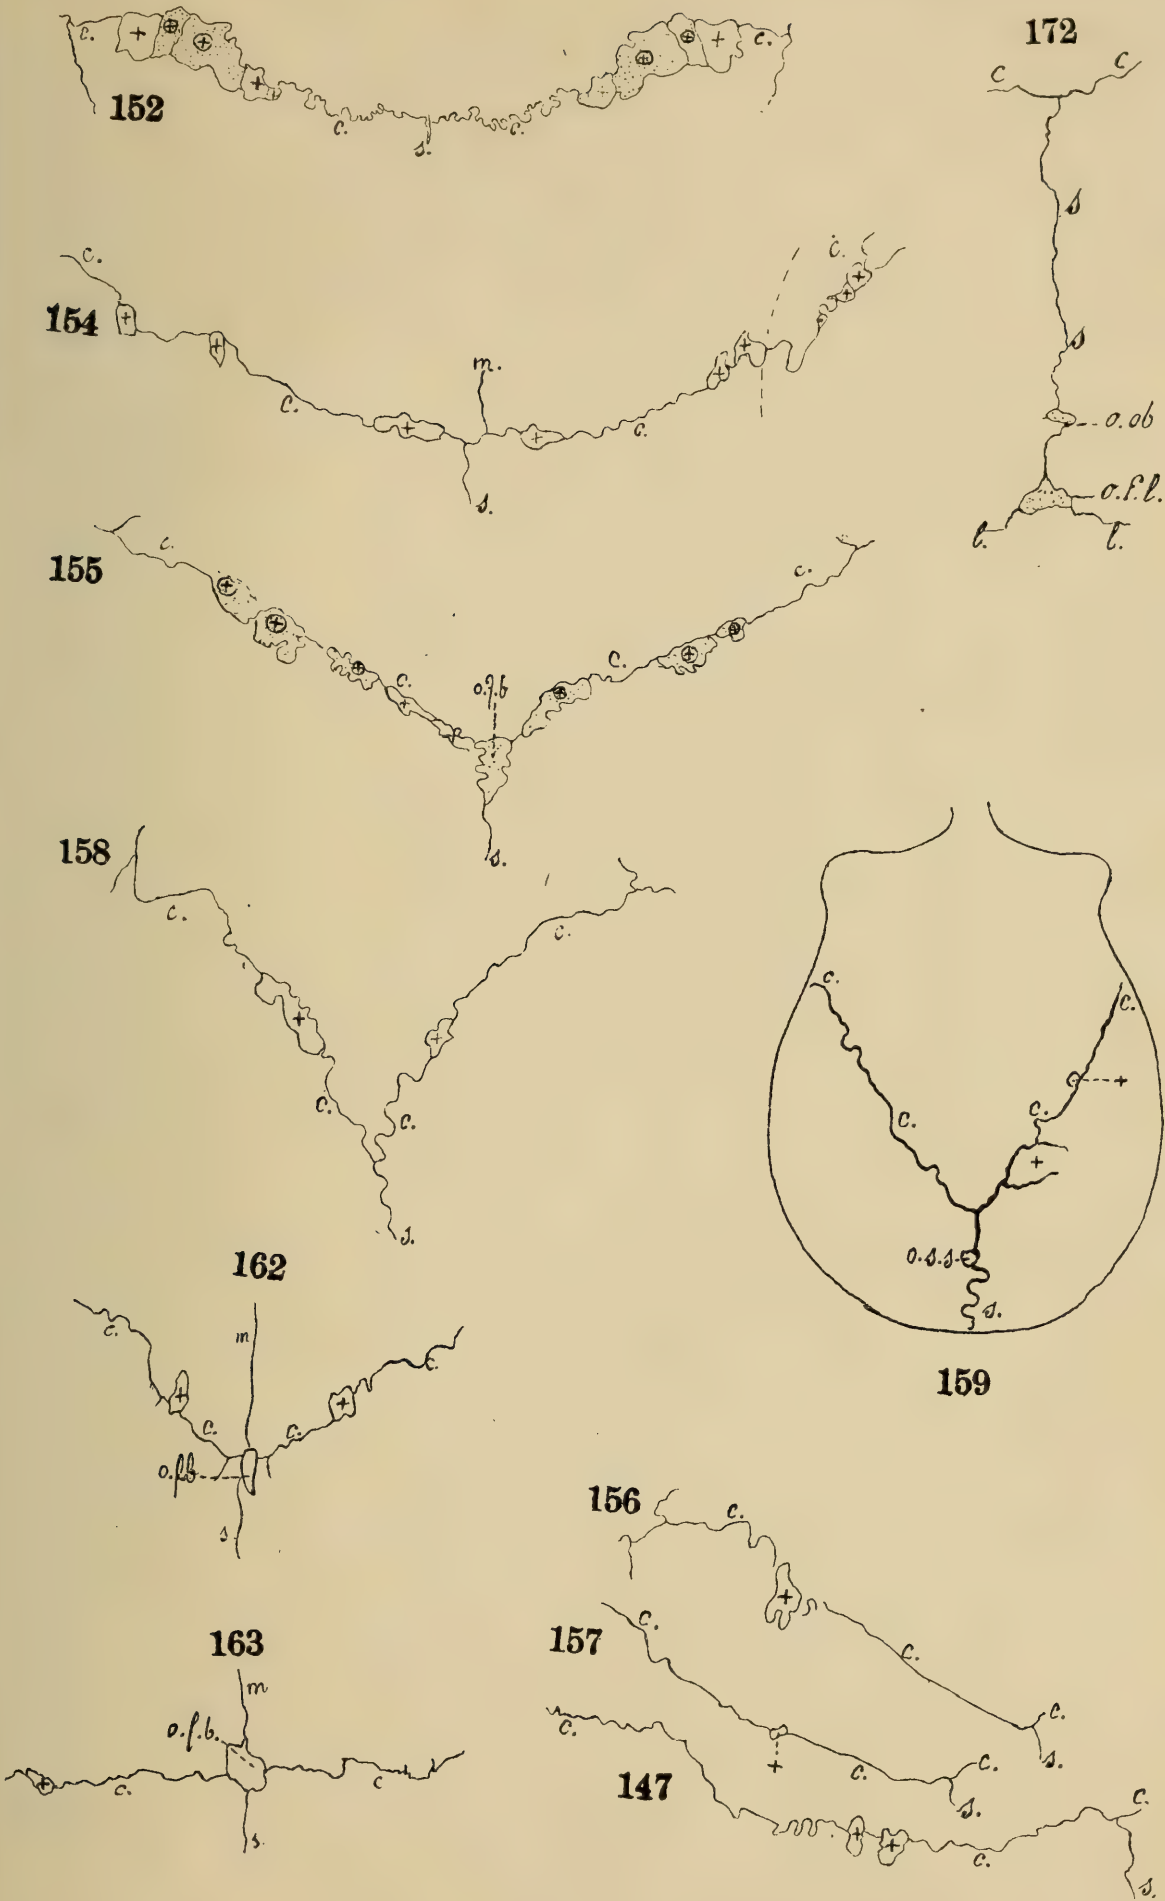 c. + + + + + + + + c.
152
c. s. c.
172
c c
s
s
o.ob
o.f.l.
l. l.
c. c.
154
+ + + + + + + +
m.
c. c.
s.
155
c. c.
+ + + + + + +
c. c.
o.f.b
s.
158
c. c.
+ +
c. c.
s.
c. c.
+
c. c.
+
o.s.s
s.
159
162
m
c. c.
+ +
c. c.
o.f.b
s.
163
m
o.f.b.
+ c. c
s.
156
c.
+
c.
c.
s.
157
c.
+
c. c.
s.
147
c. c.
+ +
c.
s.